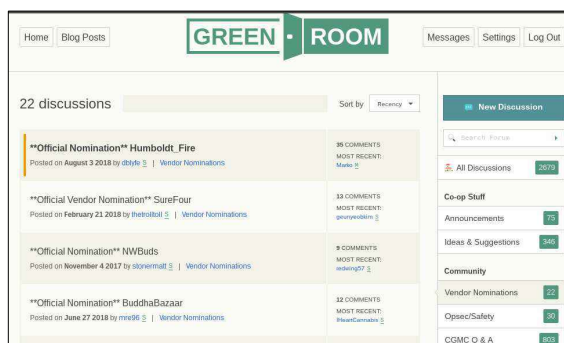 Home Blog Posts
GREEN ROOM
Messages Settings Log Out
22 discussions
Sort by Recency
New Discussion
Search Forum
All Discussions 2679
**Official Nomination** Humboldt_Fire
Posted on August 3 2018 by dblyfe S | Vendor Nominations
35 COMMENTS
MOST RECENT:
Marko
**Official Vendor Nomination** SureFour
Posted on February 21 2018 by thetrolltoll S | Vendor Nominations
13 COMMENTS
MOST RECENT:
S
**Official Nomination** NWBuds
Posted on November 4 2017 by stonermatt S | Vendor Nominations
9 COMMENTS
MOST RECENT:
redwing57 S
**Official Nomination** BuddhaBazaar
Posted on June 27 2018 by mre96 S | Vendor Nominations
12 COMMENTS
MOST RECENT:
IHeartCannabis S
Co-op Stuff
Announcements 75
Ideas & Suggestions 346
Community
Vendor Nominations 22
Opsec/Safety 30
CGMC Q & A 803